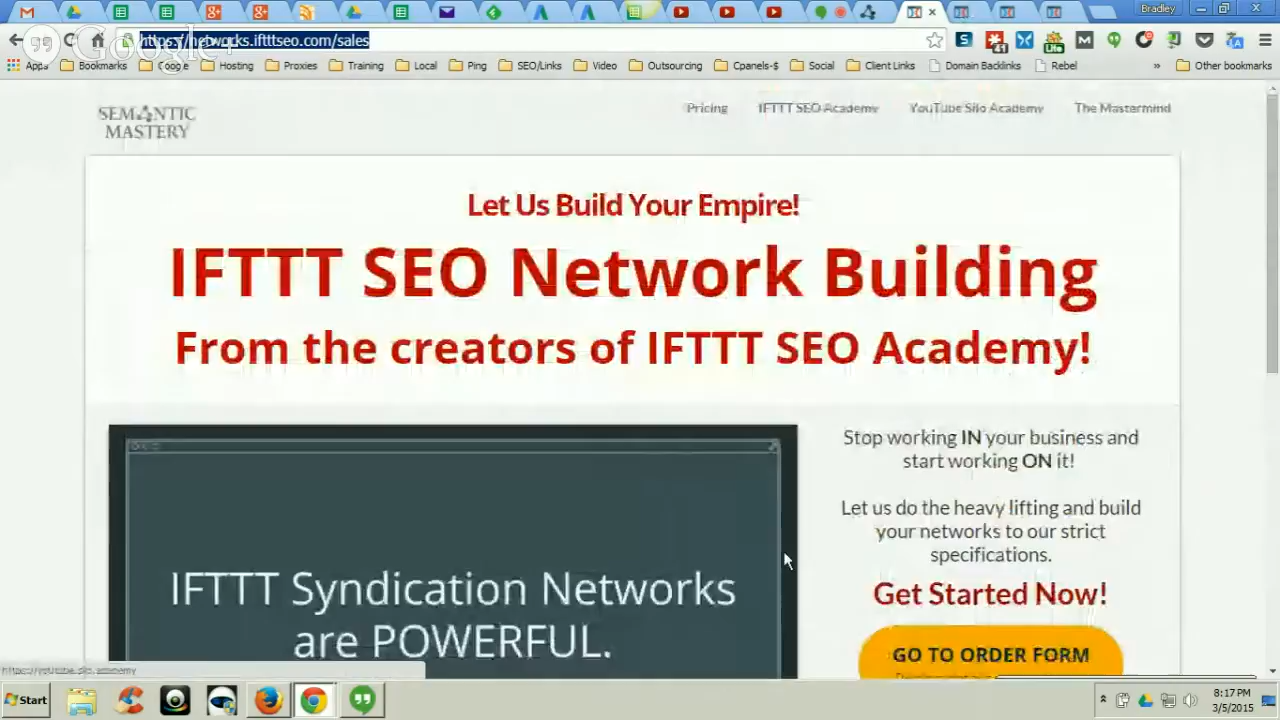 Bradley
https://networks.iftttseo.com/sales
Google+
Apps Bookmarks Google Hosting Proxies Training Local Ping SEO/Links Video Outsourcing Cpanels-$ Social Client Links Domain Backlinks Rebel » Other bookmarks
SEMANTIC
MASTERY
Pricing IFTTT SEO Academy YouTube Silo Academy The Mastermind
Let Us Build Your Empire!
IFTTT SEO Network Building
From the creators of IFTTT SEO Academy!
Stop working IN your business and
start working ON it!
Let us do the heavy lifting and build
your networks to our strict
specifications.
Get Started Now!
GO TO ORDER FORM
IFTTT Syndication Networks
are POWERFUL.
Start
8:17 PM
3/5/2015